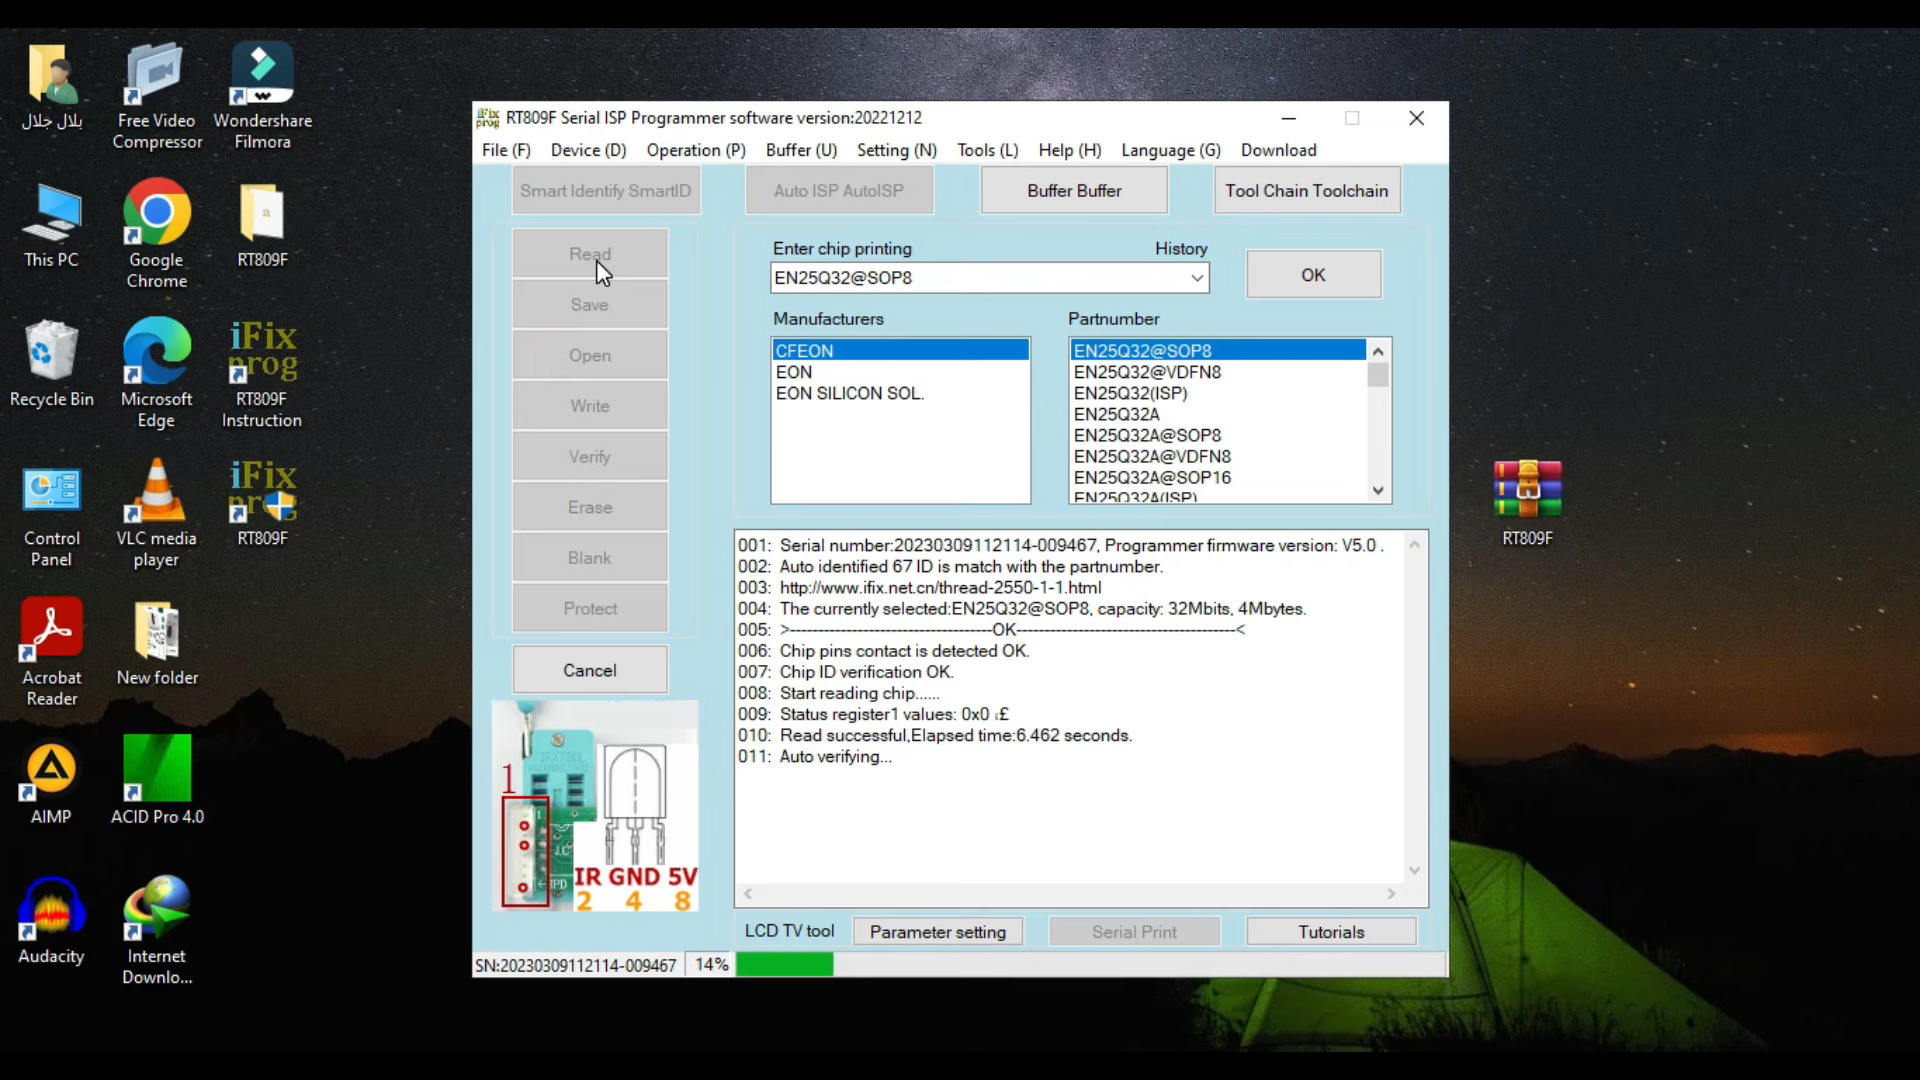 بلال جلال
Free Video
Compressor
Wondershare
Filmora
This PC
Google
Chrome
RT809F
Recycle Bin
Microsoft
Edge
iFix
prog
RT809F
Instruction
Control
Panel
VLC media
player
iFix
prog
RT809F
Acrobat
Reader
New folder
AIMP
ACID Pro 4.0
Audacity
Internet
Downlo...
iFix
prog
RT809F Serial ISP Programmer software version:20221212
File (F) Device (D) Operation (P) Buffer (U) Setting (N) Tools (L) Help (H) Language (G) Download
Smart Identify SmartID Auto ISP AutoISP Buffer Buffer Tool Chain Toolchain
Read
Save
Open
Write
Verify
Erase
Blank
Protect
Cancel
Enter chip printing History
EN25Q32@SOP8 OK
Manufacturers
CFEON
EON
EON SILICON SOL.
Partnumber
EN25Q32@SOP8
EN25Q32@VDFN8
EN25Q32(ISP)
EN25Q32A
EN25Q32A@SOP8
EN25Q32A@VDFN8
EN25Q32A@SOP16
EN25Q32A(ISP)
001: Serial number:20230309112114-009467, Programmer firmware version: V5.0 .
002: Auto identified 67 ID is match with the partnumber.
003: http://www.ifix.net.cn/thread-2550-1-1.html
004: The currently selected:EN25Q32@SOP8, capacity: 32Mbits, 4Mbytes.
005: >------------------------------------OK---------------------------------------<
006: Chip pins contact is detected OK.
007: Chip ID verification OK.
008: Start reading chip......
009: Status register1 values: 0x0 ¡£
010: Read successful,Elapsed time:6.462 seconds.
011: Auto verifying...
1
IR GND 5V
2 4 8
LCD TV tool Parameter setting Serial Print Tutorials
SN:20230309112114-009467 14%
RT809F